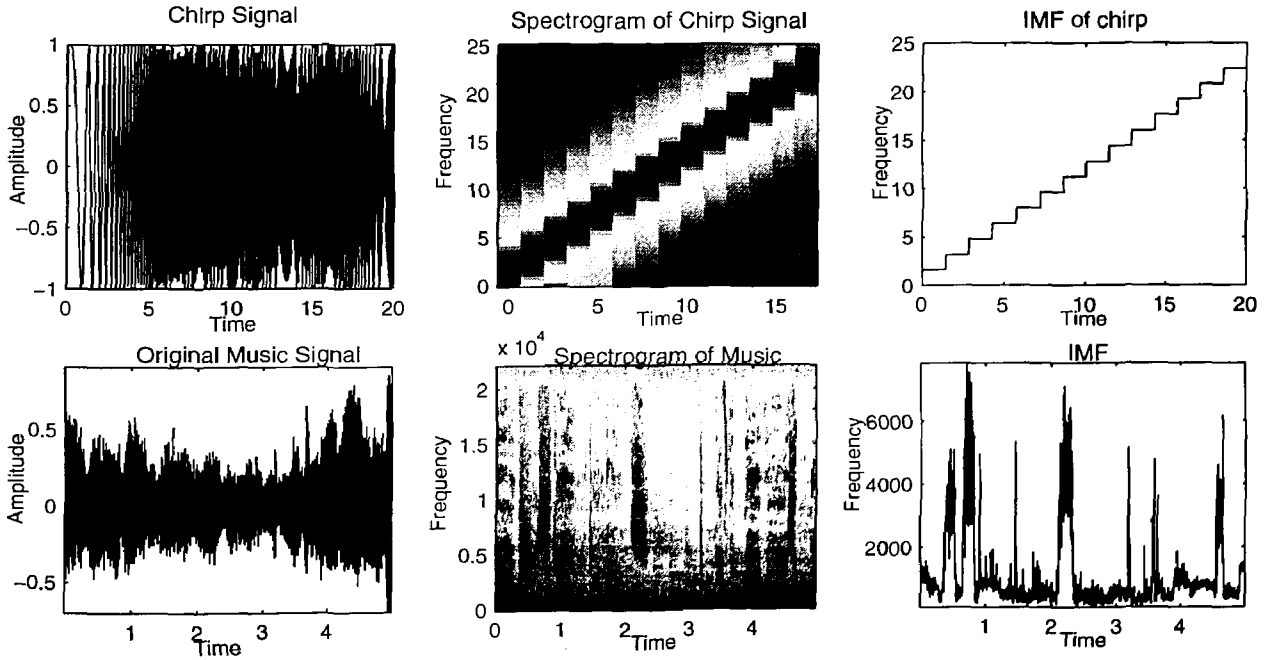 Chirp Signal
Amplitude
1
0.5
0
−0.5
−1
0
5
10
15
20
Time
Spectrogram of Chirp Signal
Frequency
25
20
15
10
5
0
0
5
10
15
Time
IMF of chirp
Frequency
25
20
15
10
5
0
0
5
10
15
20
Time
Original Music Signal
Amplitude
0.5
0
−0.5
1
2
3
4
Time
x 10^4
Spectrogram of Music
Frequency
2
1.5
1
0.5
0
0
1
2
3
4
Time
IMF
Frequency
6000
4000
2000
1
2
3
4
Time